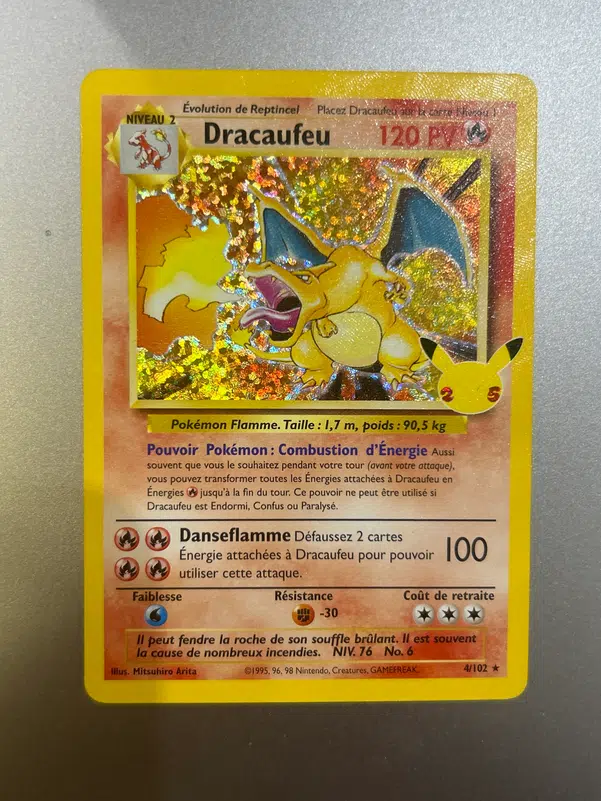 Évolution de Reptincel Placez Dracaufeu sur la carte Niveau 1
NIVEAU 2
Dracaufeu 120 PV
25
Pokémon Flamme. Taille : 1,7 m, poids : 90,5 kg
Pouvoir Pokémon : Combustion d'Énergie Aussi
souvent que vous le souhaitez pendant votre tour (avant votre attaque),
vous pouvez transformer toutes les Énergies attachées à Dracaufeu en
Énergies jusqu'à la fin du tour. Ce pouvoir ne peut être utilisé si
Dracaufeu est Endormi, Confus ou Paralysé.
Danseflamme Défaussez 2 cartes
Énergie attachées à Dracaufeu pour pouvoir 100
utiliser cette attaque.
Faiblesse Résistance Coût de retraite
-30
Il peut fendre la roche de son souffle brûlant. Il est souvent
la cause de nombreux incendies. NIV. 76 No. 6
Illus. Mitsuhiro Arita ©1995, 96, 98 Nintendo, Creatures, GAMEFREAK. 4/102 ★